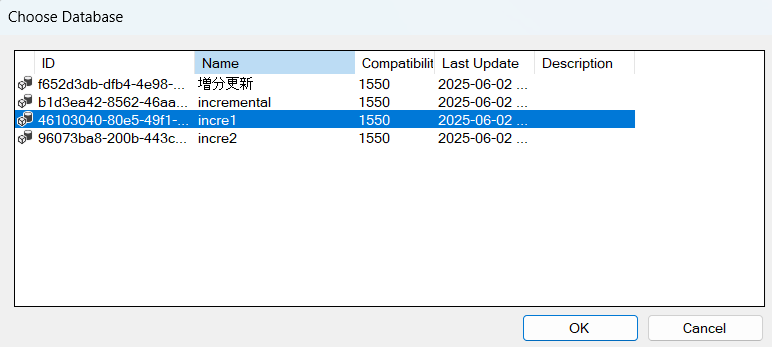 Choose Database
ID Name Compatibilit Last Update Description
f652d3db-dfb4-4e98-... 增分更新 1550 2025-06-02 ...
b1d3ea42-8562-46aa... incremental 1550 2025-06-02 ...
46103040-80e5-49f1-... incre1 1550 2025-06-02 ...
96073ba8-200b-443c... incre2 1550 2025-06-02 ...
OK Cancel